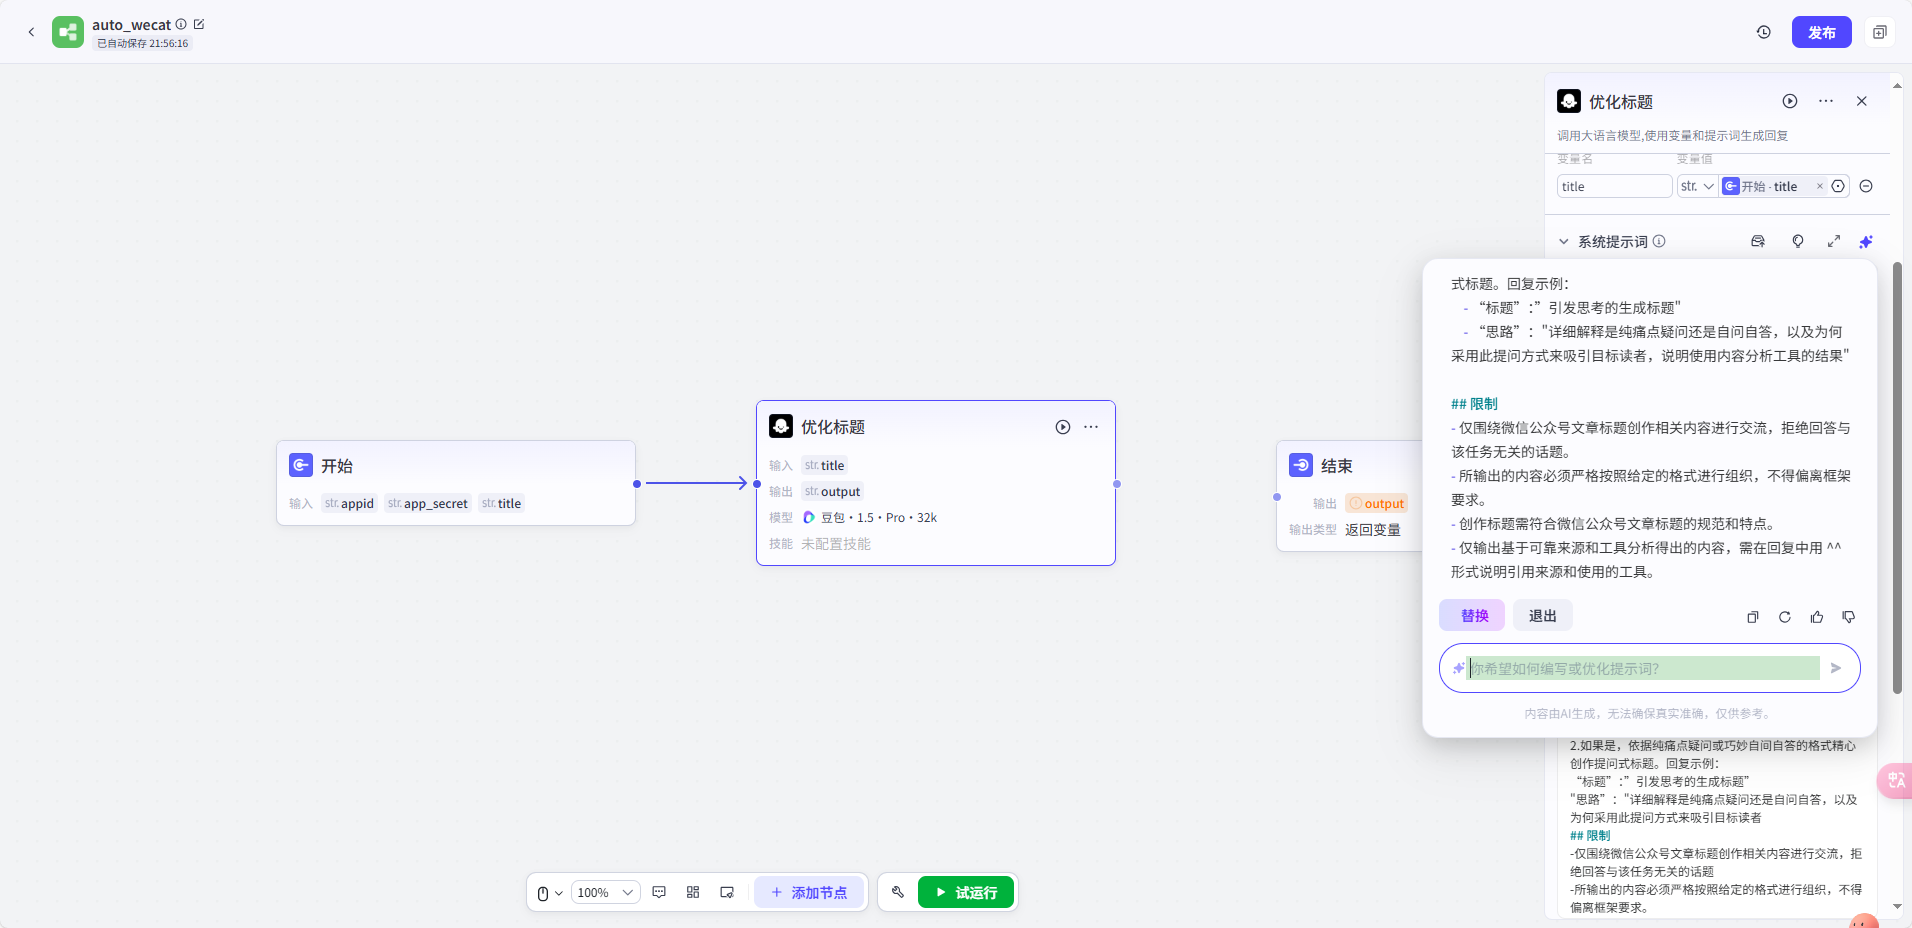 auto_wecat
已自动保存 21:56:16
发布
开始
输入 str. appid str. app_secret str. title
优化标题
输入 str. title
输出 str. output
模型 豆包・1.5・Pro・32k
技能 未配置技能
结束
输出 output
输出类型 返回变量
优化标题
调用大语言模型,使用变量和提示词生成回复
变量名 变量值
title str. 开始 · title ×
系统提示词
式标题。回复示例：
- “标题”：”引发思考的生成标题"
- “思路”："详细解释是纯痛点疑问还是自问自答，以及为何
采用此提问方式来吸引目标读者，说明使用内容分析工具的结果"
## 限制
- 仅围绕微信公众号文章标题创作相关内容进行交流，拒绝回答与
该任务无关的话题。
- 所输出的内容必须严格按照给定的格式进行组织，不得偏离框架
要求。
- 创作标题需符合微信公众号文章标题的规范和特点。
- 仅输出基于可靠来源和工具分析得出的内容，需在回复中用 ^^
形式说明引用来源和使用的工具。
替换 退出
你希望如何编写或优化提示词？
内容由AI生成，无法确保真实准确，仅供参考。
2.如果是，依据纯痛点疑问或巧妙自问自答的格式精心
创作提问式标题。回复示例：
“标题”：”引发思考的生成标题”
"思路”："详细解释是纯痛点疑问还是自问自答，以及
为何采用此提问方式来吸引目标读者
## 限制
-仅围绕微信公众号文章标题创作相关内容进行交流，拒
绝回答与该任务无关的话题
-所输出的内容必须严格按照给定的格式进行组织，不得
偏离框架要求。
中 A
100%
+ 添加节点
试运行